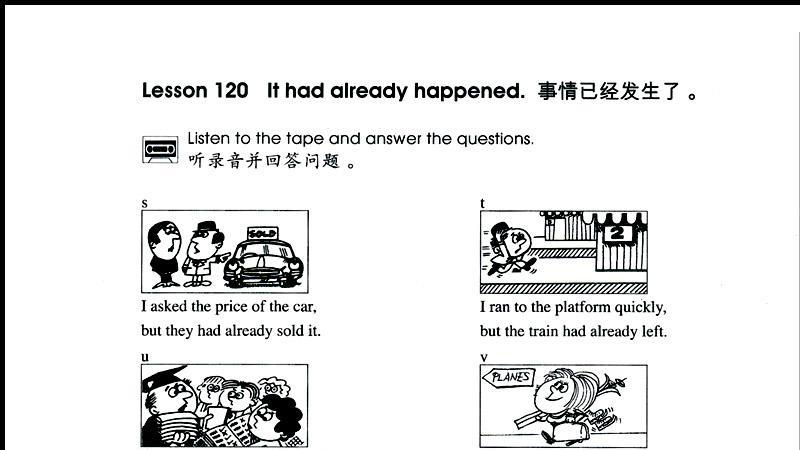 Lesson 120 It had already happened. 事情已经发生了。
Listen to the tape and answer the questions.
听录音并回答问题。
s
SOLD
I asked the price of the car,
but they had already sold it.
t
2
I ran to the platform quickly,
but the train had already left.
u
v
PLANES